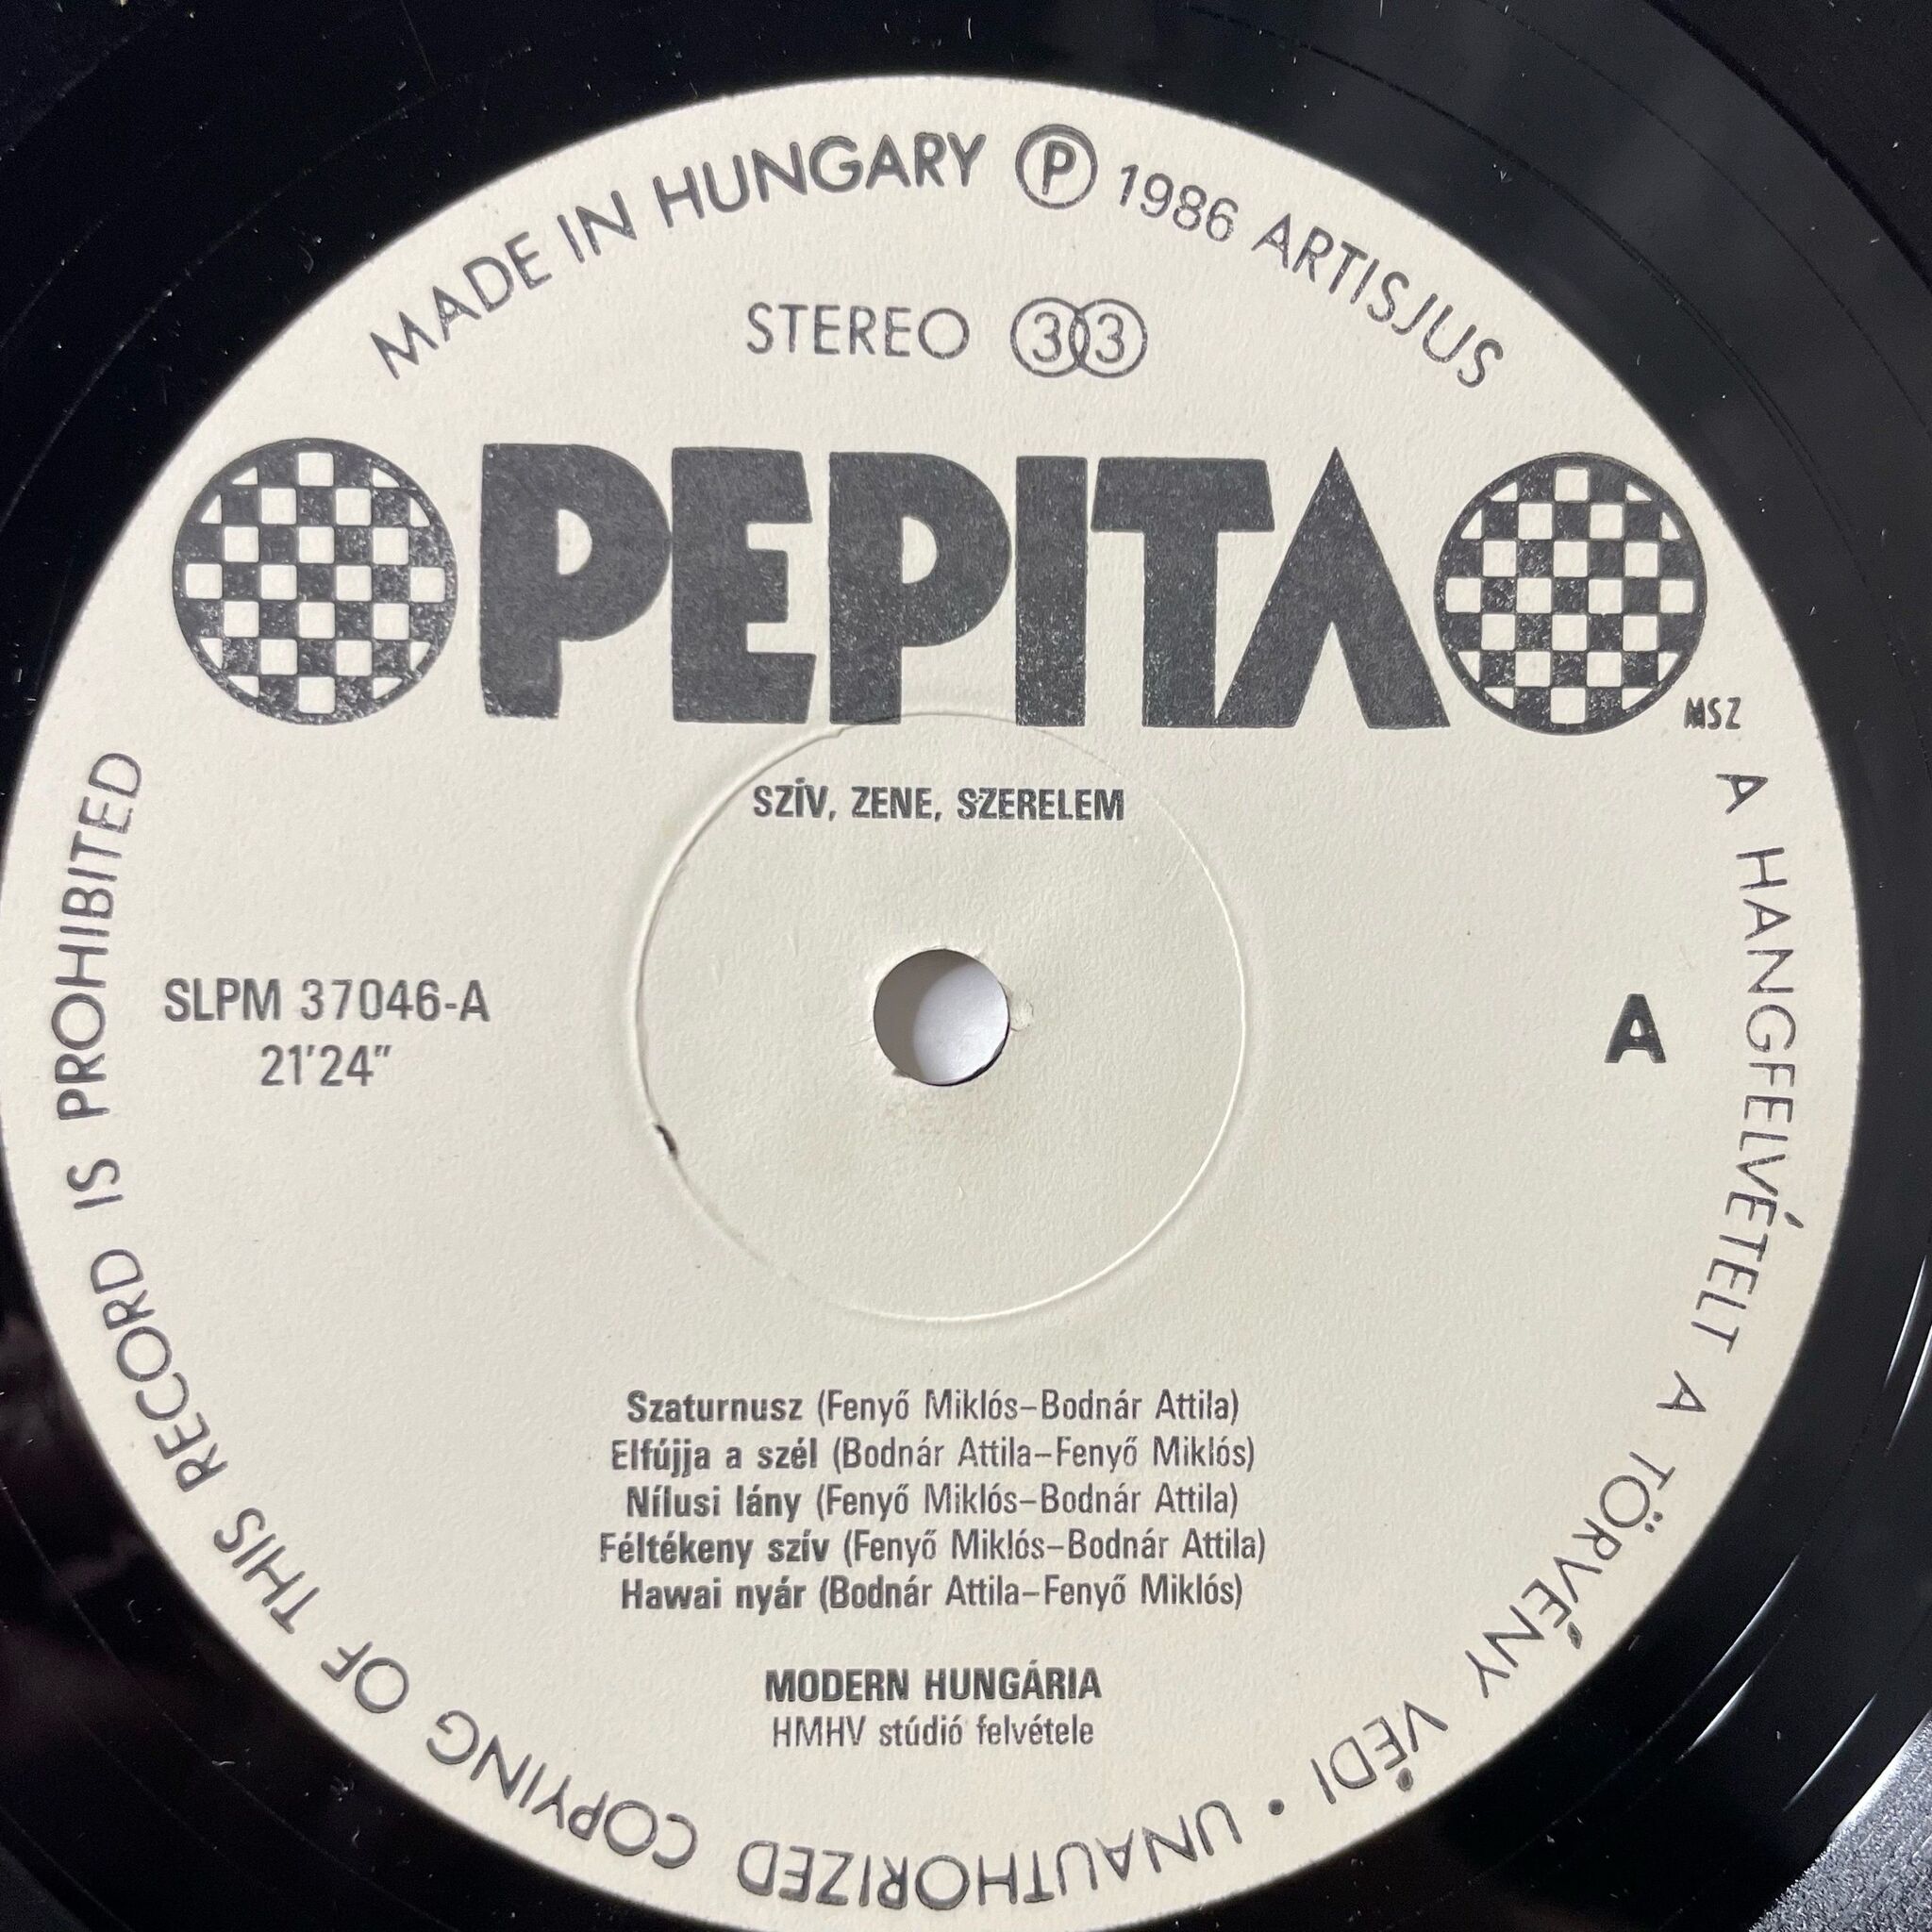 MADE IN HUNGARY Ⓟ 1986 ARTISJUS
STEREO 33
PEPITA
MSZ
SZÍV, ZENE, SZERELEM
SLPM 37046-A
21'24"
A
Szaturnusz (Fenyő Miklós–Bodnár Attila)
Elfújja a szél (Bodnár Attila–Fenyő Miklós)
Nílusi lány (Fenyő Miklós–Bodnár Attila)
Féltékeny szív (Fenyő Miklós–Bodnár Attila)
Hawai nyár (Bodnár Attila–Fenyő Miklós)
MODERN HUNGÁRIA
HMHV stúdió felvétele
A HANGFELVÉTELT A TÖRVÉNY VÉDI • UNAUTHORIZED COPYING OF THIS RECORD IS PROHIBITED